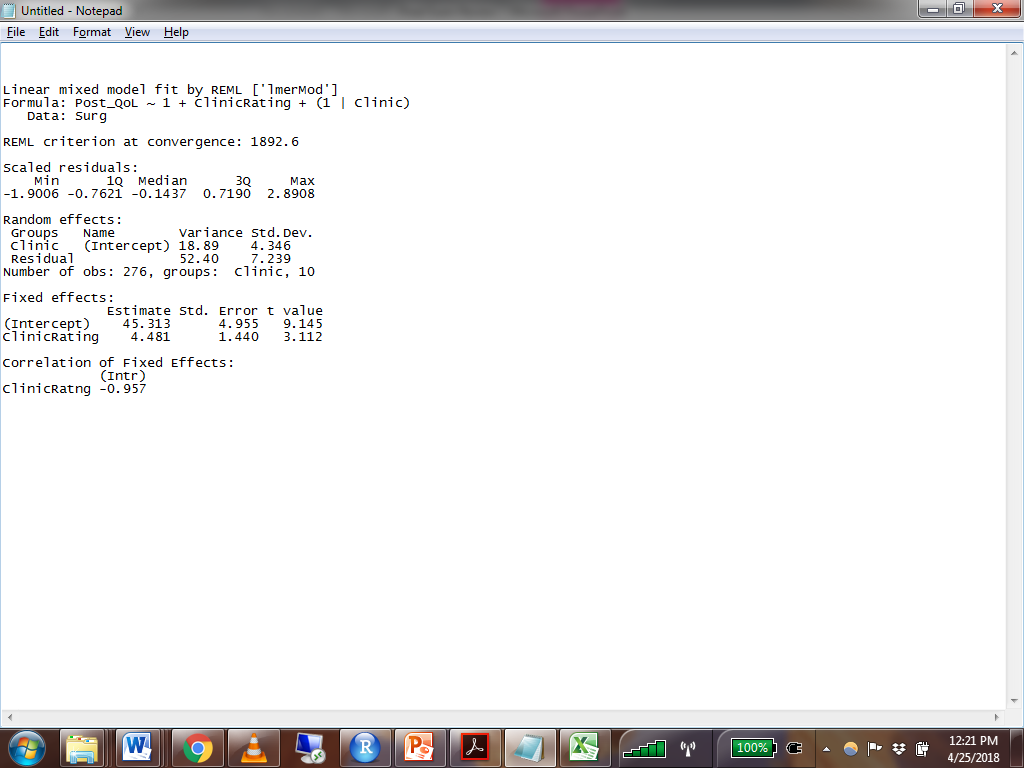 Untitled - Notepad
File Edit Format View Help
Linear mixed model fit by REML ['lmerMod']
Formula: Post_QoL ~ 1 + ClinicRating + (1 | Clinic)
Data: Surg
REML criterion at convergence: 1892.6
Scaled residuals:
Min 1Q Median 3Q Max
-1.9006 -0.7621 -0.1437 0.7190 2.8908
Random effects:
Groups Name Variance Std.Dev.
Clinic (Intercept) 18.89 4.346
Residual 52.40 7.239
Number of obs: 276, groups: Clinic, 10
Fixed effects:
Estimate Std. Error t value
(Intercept) 45.313 4.955 9.145
ClinicRating 4.481 1.440 3.112
Correlation of Fixed Effects:
(Intr)
ClinicRatng -0.957
100%
12:21 PM
4/25/2018